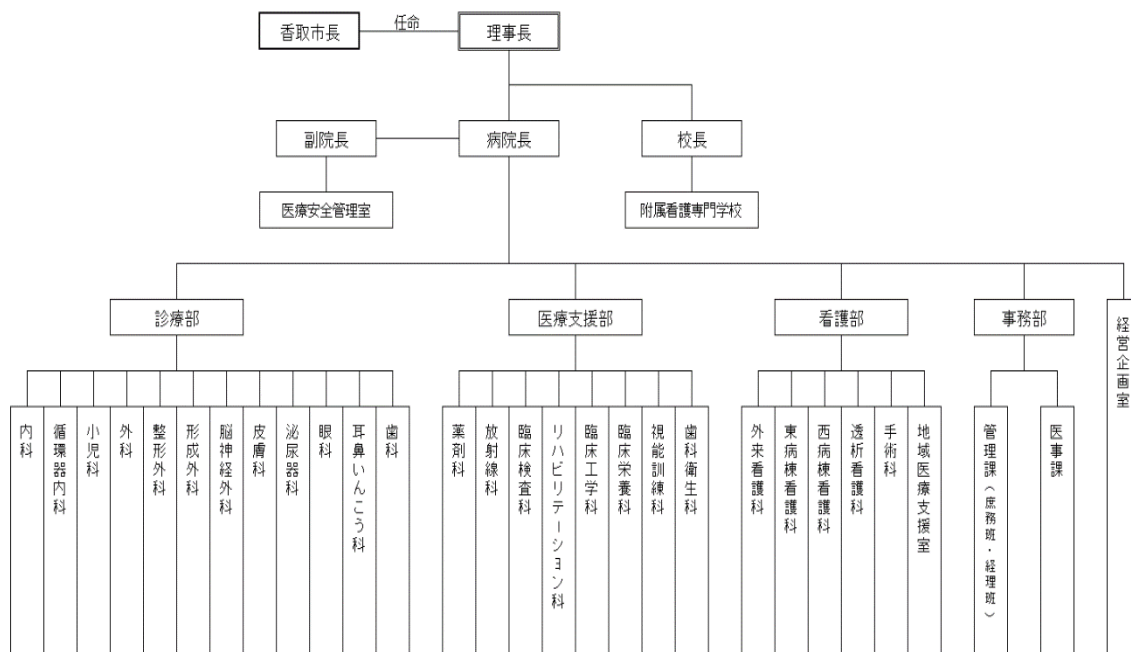 香取市長
任命
理事長
副院長
病院長
校長
医療安全管理室
附属看護専門学校
診療部
医療支援部
看護部
事務部
経営企画室
内科
循環器内科
小児科
外科
整形外科
形成外科
脳神経外科
皮膚科
泌尿器科
眼科
耳鼻いんこう科
歯科
薬剤科
放射線科
臨床検査科
リハビリテーション科
臨床工学科
臨床栄養科
視能訓練科
歯科衛生科
外来看護科
東病棟看護科
西病棟看護科
透析看護科
手術科
地域医療支援室
管理課(庶務班・経理班)
医事課